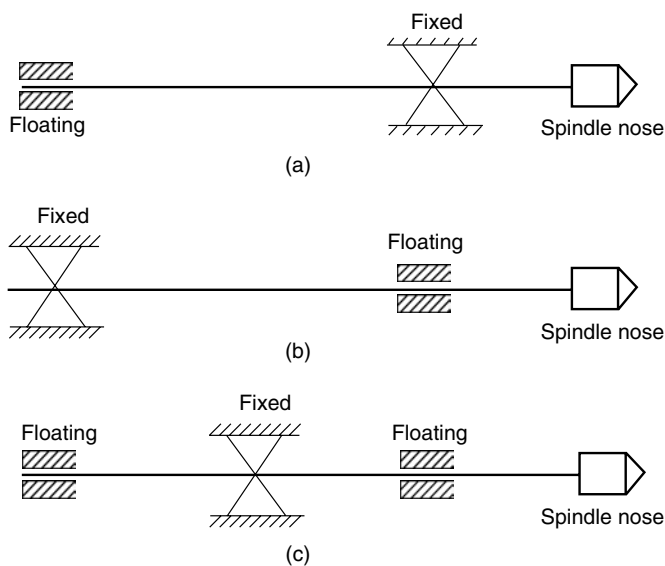 Fixed
Floating
Spindle nose
(a)
Fixed
Floating
Spindle nose
(b)
Fixed
Floating
Floating
Spindle nose
(c)